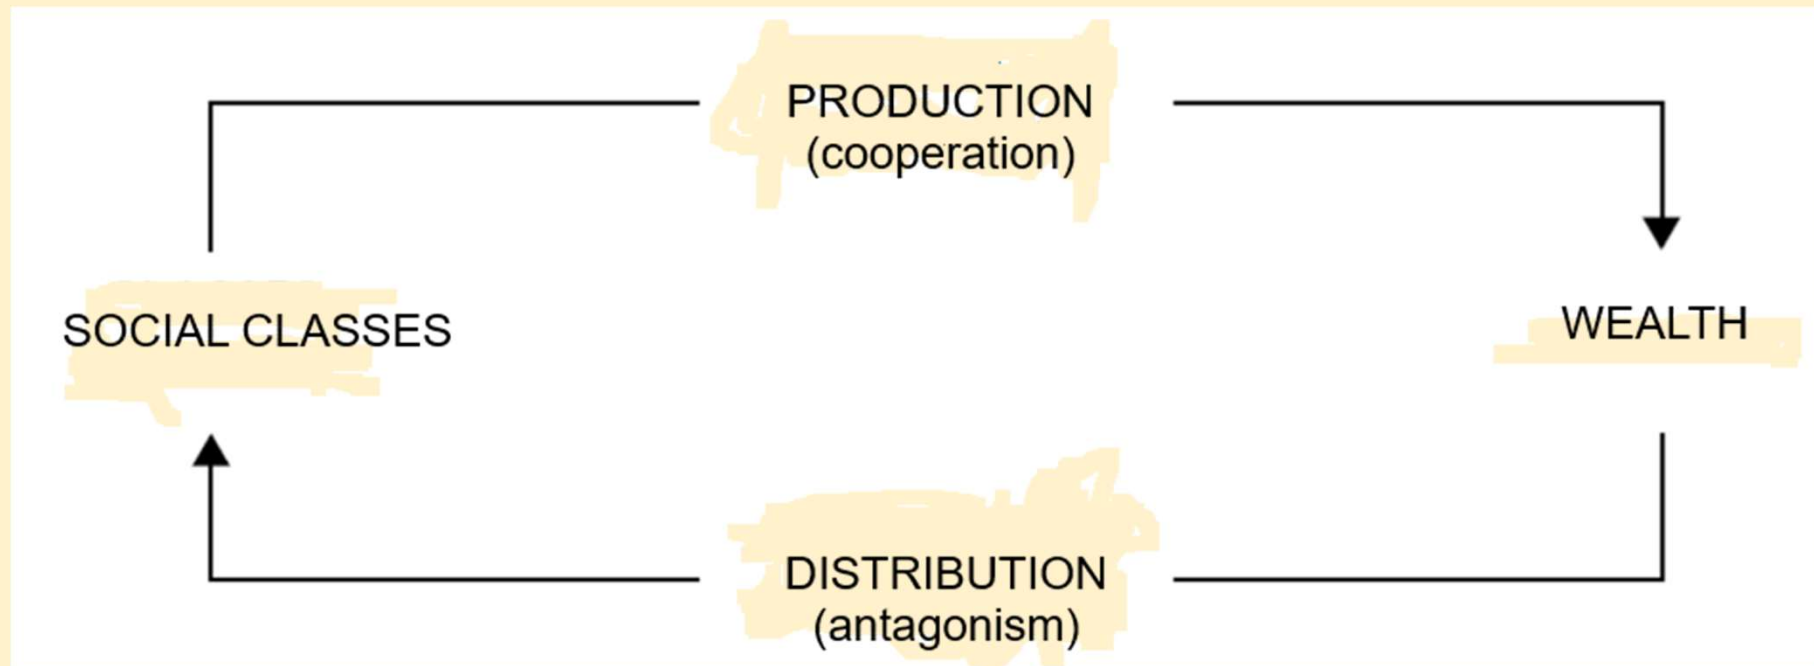 PRODUCTION
(cooperation)
SOCIAL CLASSES
WEALTH
DISTRIBUTION
(antagonism)